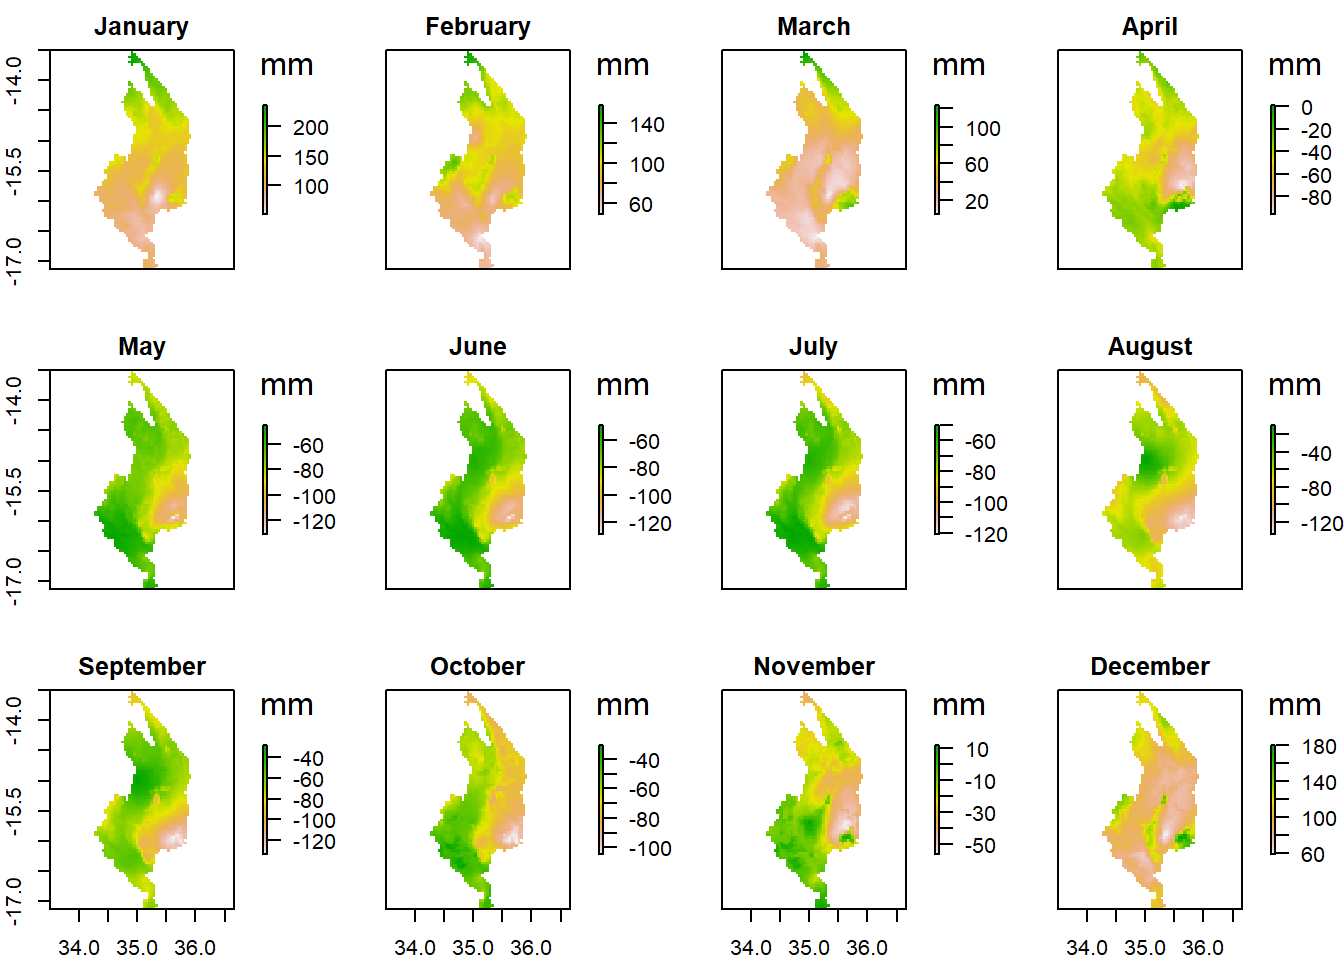 January
mm
200
150
100
-14.0
-15.5
-17.0
February
mm
140
100
60
March
mm
100
60
20
April
mm
0
-20
-40
-60
-80
May
mm
-60
-80
-100
-120
-14.0
-15.5
-17.0
June
mm
-60
-80
-100
-120
July
mm
-60
-80
-100
-120
August
mm
-40
-80
-120
September
mm
-40
-60
-80
-100
-120
-14.0
-15.5
-17.0
34.0 35.0 36.0
October
mm
-40
-60
-80
-100
34.0 35.0 36.0
November
mm
10
-10
-30
-50
34.0 35.0 36.0
December
mm
180
140
100
60
34.0 35.0 36.0